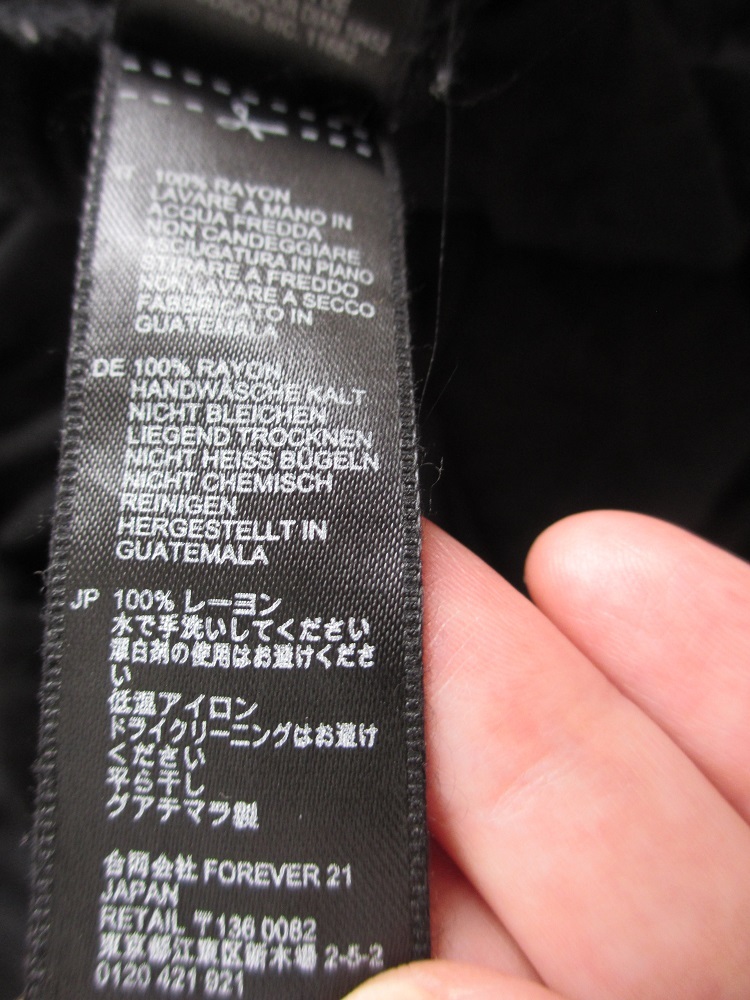 100% RAYON
LAVARE A MANO IN
ACQUA FREDDA
NON CANDEGGIARE
ASCIUGATURA IN PIANO
STIRARE A FREDDO
NON LAVARE A SECCO
FABBRICATO IN
GUATEMALA
DE 100% RAYON
HANDWÄSCHE KALT
NICHT BLEICHEN
LIEGEND TROCKNEN
NICHT HEISS BÜGELN
NICHT CHEMISCH
REINIGEN
HERGESTELLT IN
GUATEMALA
JP 100% レーヨン
水で手洗いしてください
漂白剤の使用はお避けくださ
い
低温アイロン
ドライクリーニングはお避け
ください
平ら干し
グアテマラ製
合同会社 FOREVER 21
JAPAN
RETAIL 〒136 0082
東京都江東区新木場 2-5-2
0120 421 921